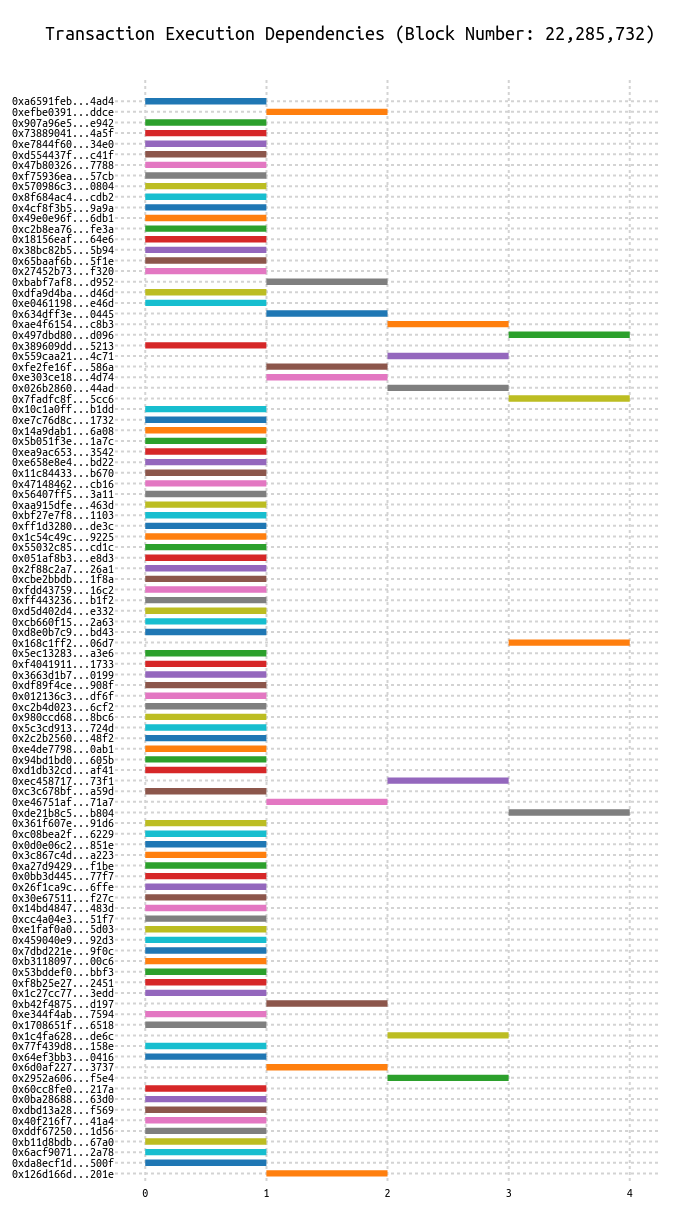 Transaction Execution Dependencies (Block Number: 22,285,732)
0xa6591feb...4ad4
0xefbe0391...ddce
0x907a96e5...e942
0x73889041...4a5f
0xe7844f60...34e0
0xd554437f...c41f
0x47b80326...7788
0xf75936ea...57cb
0x570986c3...0804
0x8f684ac4...cdb2
0x4cf8f3b5...9a9a
0x49e0e96f...6db1
0xc2b8ea76...fe3a
0x18156eaf...64e6
0x38bc82b5...5b94
0x65baaf6b...5f1e
0x27452b73...f320
0xbabf7af8...d952
0xdfa9d4ba...d46d
0xe0461198...e46d
0x634dff3e...0445
0xae4f6154...c8b3
0x497dbd80...d096
0x389609dd...5213
0x559caa21...4c71
0xfe2fe16f...586a
0xe303ce18...4d74
0x026b2860...44ad
0x7fadfc8f...5cc6
0x10c1a0ff...b1dd
0xe7c76d8c...1732
0x14a9dab1...6a08
0x5b051f3e...1a7c
0xea9ac653...3542
0xe658e8e4...bd22
0x11c84433...b670
0x47148462...cb16
0x56407ff5...3a11
0xaa915dfe...463d
0xbf27e7f8...1103
0xff1d3280...de3c
0x1c54c49c...9225
0x55032c85...cd1c
0x051af8b3...e8d3
0x2f88c2a7...26a1
0xcbe2bbdb...1f8a
0xfdd43759...16c2
0xff443236...b1f2
0xd5d402d4...e332
0xcb660f15...2a63
0xd8e0b7c9...bd43
0x168c1ff2...06d7
0x5ec13283...a3e6
0xf4041911...1733
0x3663d1b7...0199
0xdf89f4ce...908f
0x012136c3...df6f
0xc2b4d023...6cf2
0x980ccd68...8bc6
0x5c3cd913...724d
0x2c2b2560...48f2
0xe4de7798...0ab1
0x94bd1bd0...605b
0xd1db32cd...af41
0xec458717...73f1
0xc3c678bf...a59d
0xe46751af...71a7
0xde21b8c5...b804
0x361f607e...91d6
0xc08bea2f...6229
0x0d0e06c2...851e
0x3c867c4d...a223
0xa27d9429...f1be
0x0bb3d445...77f7
0x26f1ca9c...6ffe
0x30e67511...f27c
0x14bd4847...483d
0xcc4a04e3...51f7
0xe1faf0a0...5d03
0x459040e9...92d3
0x7dbd221e...9f0c
0xb3118097...00c6
0x53bddef0...bbf3
0xf8b25e27...2451
0x1c27cc77...3edd
0xb42f4875...d197
0xe344f4ab...7594
0x1708651f...6518
0x1c4fa628...de6c
0x77f439d8...158e
0x64ef3bb3...0416
0x6d0af227...3737
0x2952a606...f5e4
0x60cc8fe0...217a
0x0ba28688...63d0
0xdbd13a28...f569
0x40f216f7...41a4
0xddf67250...1d56
0xb11d8bdb...67a0
0x6acf9071...2a78
0xda8ecf1d...500f
0x126d166d...201e
0 1 2 3 4